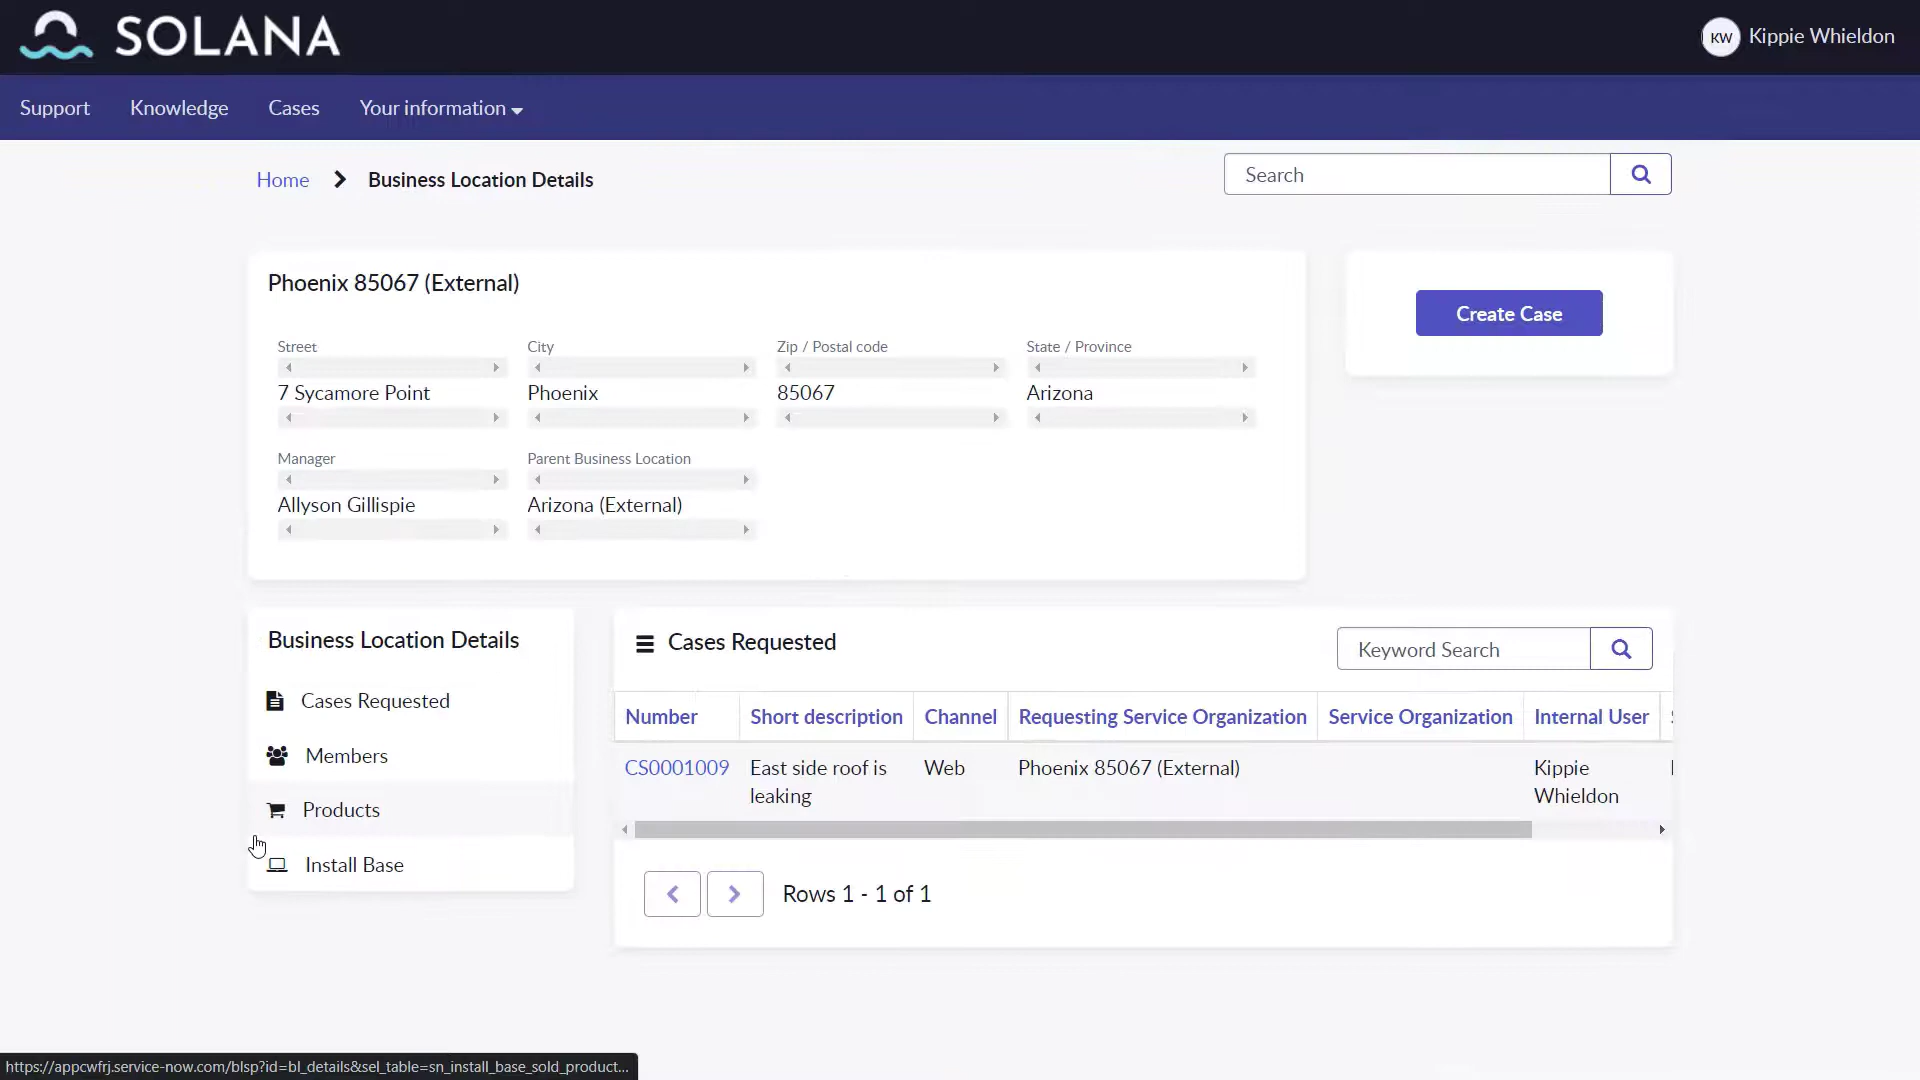 SOLANA
KW Kippie Whieldon
Support Knowledge Cases Your information
Home Business Location Details
Search
Phoenix 85067 (External)
Create Case
Street City Zip / Postal code State / Province
7 Sycamore Point Phoenix 85067 Arizona
Manager Parent Business Location
Allyson Gillispie Arizona (External)
Business Location Details
Cases Requested
Members
Products
Install Base
Cases Requested
Keyword Search
Number Short description Channel Requesting Service Organization Service Organization Internal User
CS0001009 East side roof is Web Phoenix 85067 (External) Kippie
leaking Whieldon
Rows 1 - 1 of 1
https://appcwfrj.service-now.com/blsp?id=bl_details&sel_table=sn_install_base_sold_product...